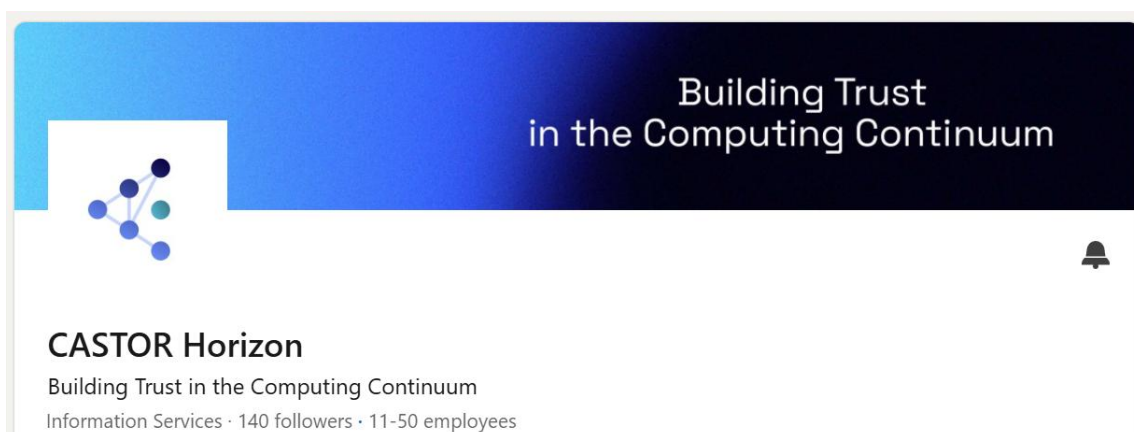 Building Trust
in the Computing Continuum
CASTOR Horizon
Building Trust in the Computing Continuum
Information Services · 140 followers · 11-50 employees